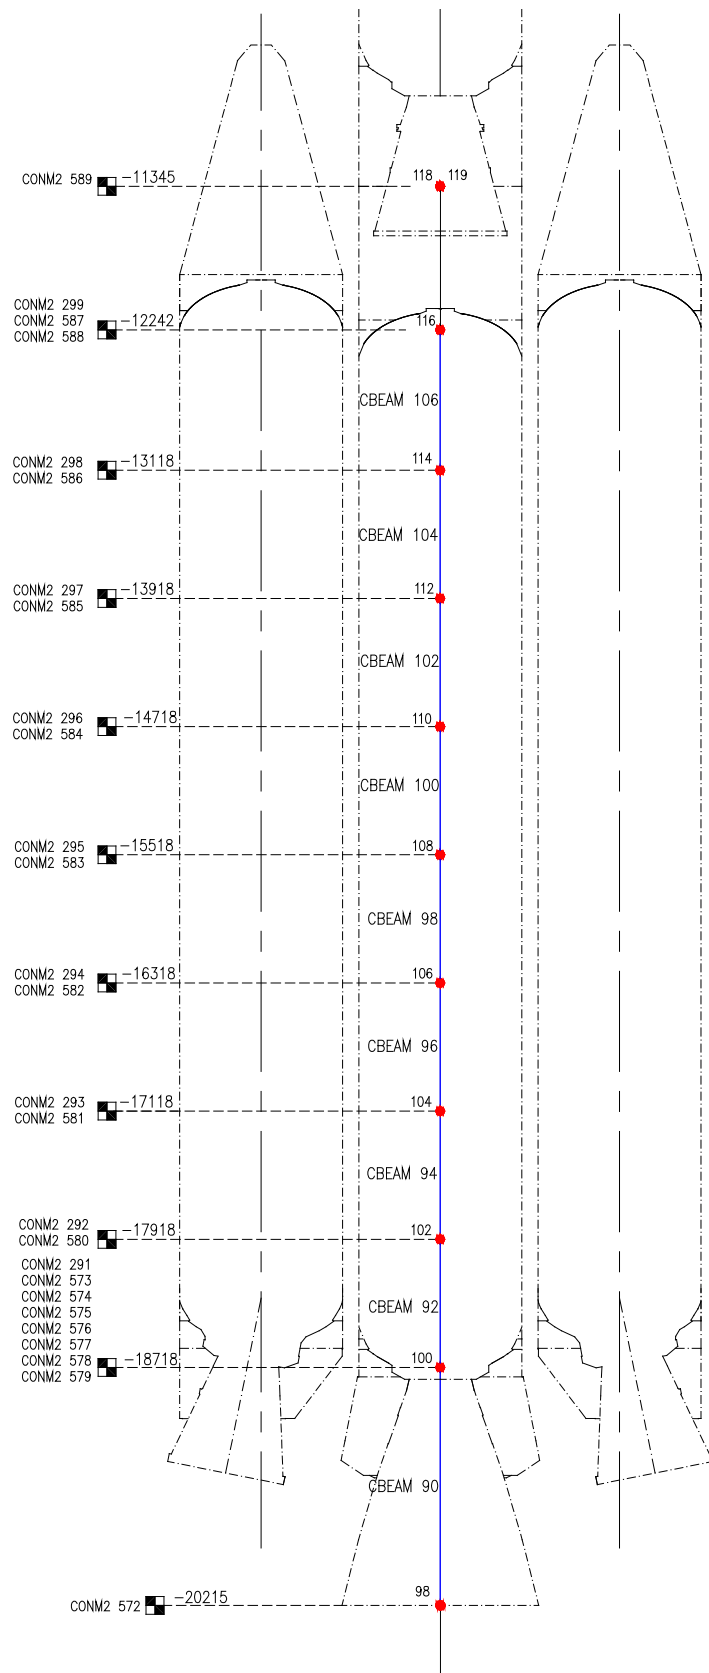 118 119
CONM2 589 -11345
CONM2 299
CONM2 587 -12242 116
CONM2 588
CBEAM 106
CONM2 298 -13118 114
CONM2 586
CBEAM 104
CONM2 297 -13918 112
CONM2 585
CBEAM 102
CONM2 296 -14718 110
CONM2 584
CBEAM 100
CONM2 295 -15518 108
CONM2 583
CBEAM 98
CONM2 294 -16318 106
CONM2 582
CBEAM 96
CONM2 293 -17118 104
CONM2 581
CBEAM 94
CONM2 292 -17918 102
CONM2 580
CONM2 291
CONM2 573
CONM2 574
CONM2 575 CBEAM 92
CONM2 576
CONM2 577
CONM2 578 -18718 100
CONM2 579
CBEAM 90
CONM2 572 -20215 98